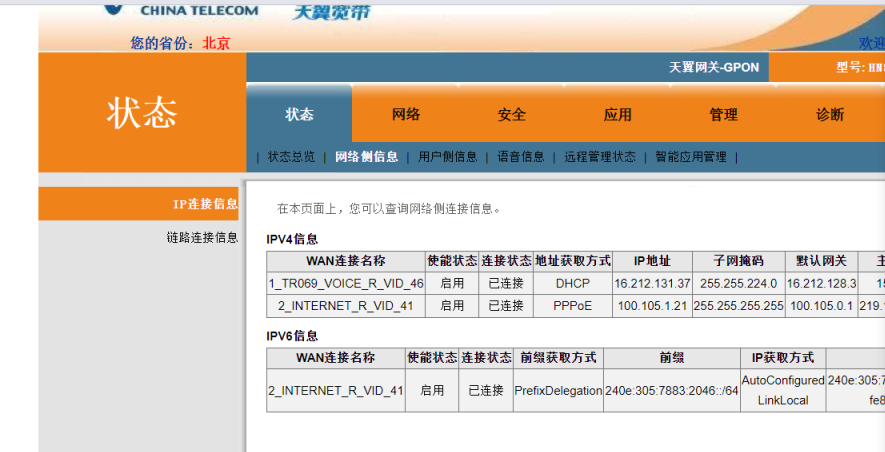 CHINA TELECOM 天翼宽带
您的省份：北京 欢迎
天翼网关-GPON 型号: HN8
状态
状态 网络 安全 应用 管理 诊断
| 状态总览 | 网络侧信息 | 用户侧信息 | 语音信息 | 远程管理状态 | 智能应用管理 |
IP连接信息
链路连接信息
在本页面上，您可以查询网络侧连接信息。
IPV4信息
WAN连接名称 使能状态 连接状态 地址获取方式 IP地址 子网掩码 默认网关 主
1_TR069_VOICE_R_VID_46 启用 已连接 DHCP 16.212.131.37 255.255.224.0 16.212.128.3 15
2_INTERNET_R_VID_41 启用 已连接 PPPoE 100.105.1.21 255.255.255.255 100.105.0.1 219.1
IPV6信息
WAN连接名称 使能状态 连接状态 前缀获取方式 前缀 IP获取方式
2_INTERNET_R_VID_41 启用 已连接 PrefixDelegation 240e:305:7883:2046::/64 AutoConfigured 240e:305:7
LinkLocal fe8